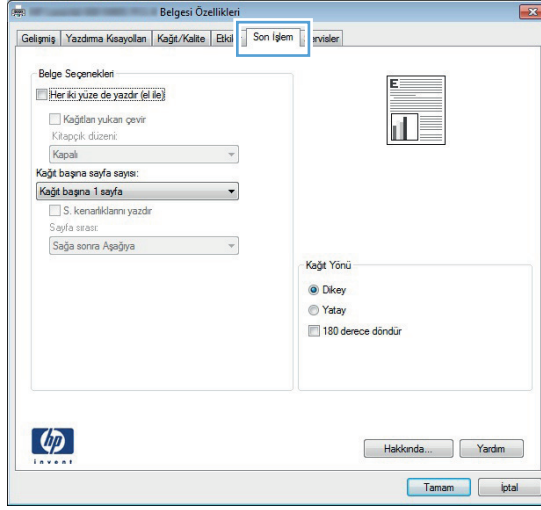 Belgesi Özellikleri
Gelişmiş Yazdırma Kısayolları Kağıt/Kalite Son İşlem
Belge Seçenekleri
Her iki yüze de yazdır (el ile)
Kağıtları yukarı çevir
Kitapçık düzeni:
Kapalı
Kağıt başına sayfa sayısı:
Kağıt başına 1 sayfa
S. kenarlıklarını yazdır
Sayfa sırası:
Sağa sonra Aşağıya
E
Kağıt Yönü
Dikey
Yatay
180 derece döndür
hp
invent
Hakkında... Yardım
Tamam İptal